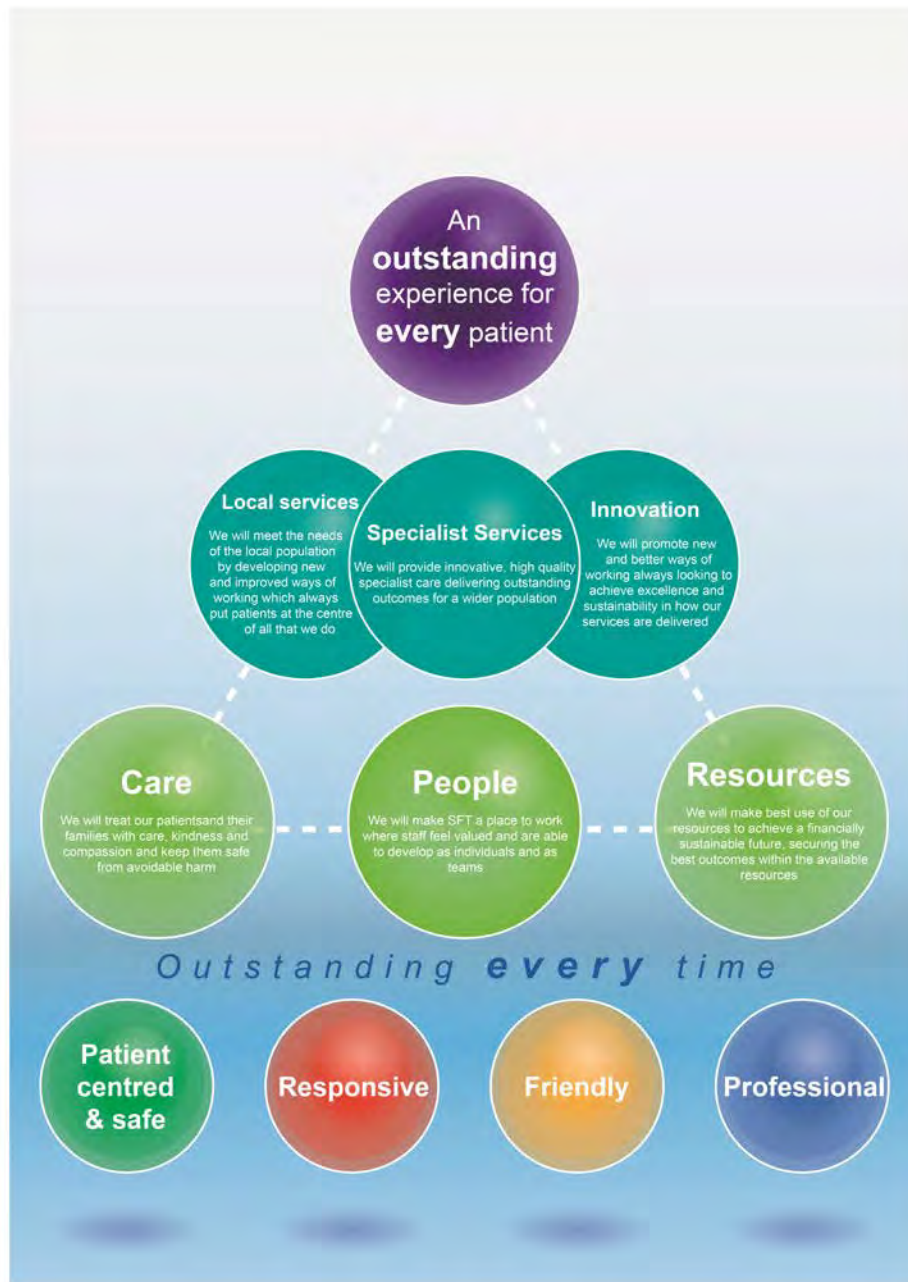 An
outstanding
experience for
every patient
Local services
We will meet the needs
of the local population
by developing new
and improved ways of
working which always
put patients at the centre
of all that we do
Specialist Services
We will provide innovative, high quality
specialist care delivering outstanding
outcomes for a wider population
Innovation
We will promote new
and better ways of
working always looking to
achieve excellence and
sustainability in how our
services are delivered
Care
We will treat our patientsand their
families with care, kindness and
compassion and keep them safe
from avoidable harm
People
We will make SFT a place to work
where staff feel valued and are able
to develop as individuals and as
teams
Resources
We will make best use of our
resources to achieve a financially
sustainable future, securing the
best outcomes within the available
resources
Outstanding every time
Patient
centred
& safe
Responsive
Friendly
Professional